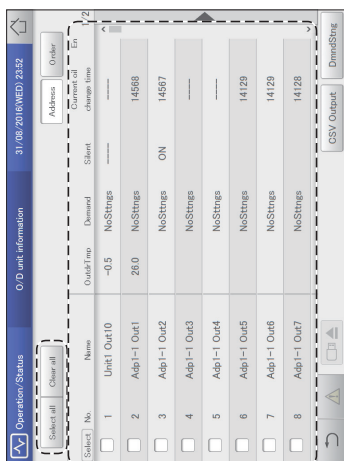 Operation/Status O/D unit information 31/08/2016(WED) 23:52
Select all Clear all Address Order
Select No. Name OutdrTmp Demand Silent Current oil change time En
1/2
1 Unit1 Out10 -0.5 NoSttngs ---- ----
2 Adp1-1 Out1 26.0 NoSttngs 14568
3 Adp1-1 Out2 NoSttngs ON 14567
4 Adp1-1 Out3 NoSttngs ----
5 Adp1-1 Out4 NoSttngs ----
6 Adp1-1 Out5 NoSttngs 14129
7 Adp1-1 Out6 NoSttngs 14129
8 Adp1-1 Out7 NoSttngs 14128
CSV Output DmndStng